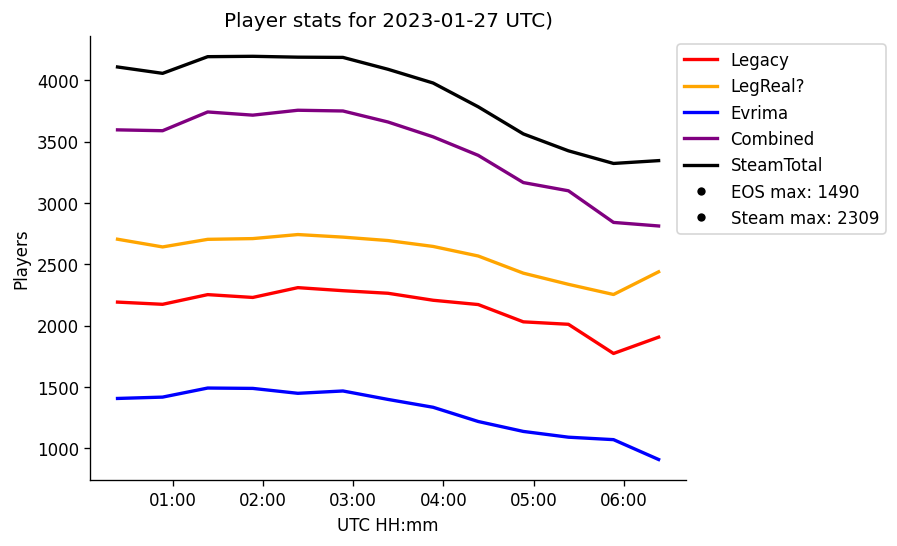 Player stats for 2023-01-27 UTC)
Players
4000
3500
3000
2500
2000
1500
1000
01:00 02:00 03:00 04:00 05:00 06:00
UTC HH:mm
Legacy
LegReal?
Evrima
Combined
SteamTotal
EOS max: 1490
Steam max: 2309